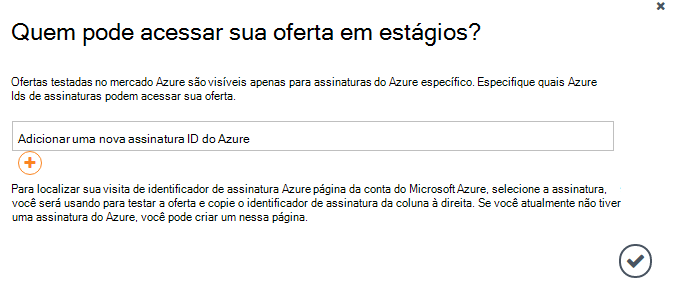 Quem pode acessar sua oferta em estágios?
Ofertas testadas no mercado Azure são visíveis apenas para assinaturas do Azure específico. Especifique quais Azure
Ids de assinaturas podem acessar sua oferta.
Adicionar uma nova assinatura ID do Azure
Para localizar sua visita de identificador de assinatura Azure página da conta do Microsoft Azure, selecione a assinatura,
você será usando para testar a oferta e copie o identificador de assinatura da coluna à direita. Se você atualmente não tiver
uma assinatura do Azure, você pode criar um nessa página.